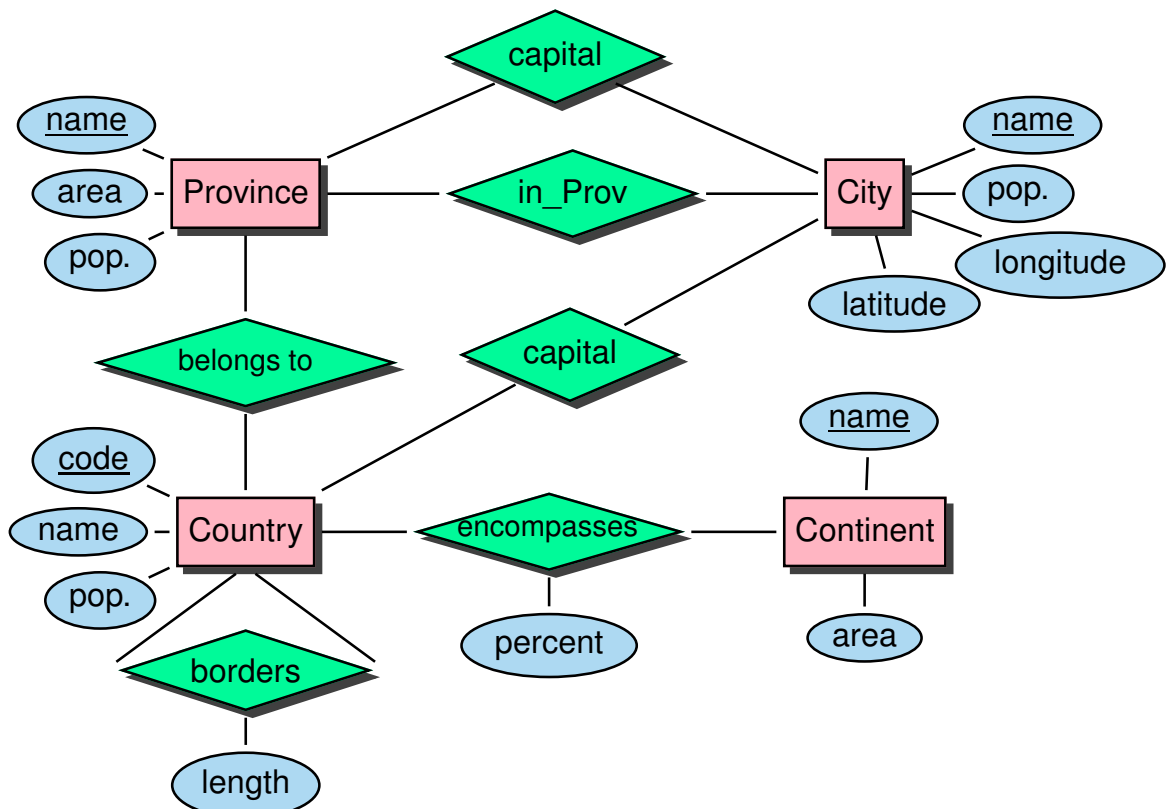 capital
name
name
Province
in_Prov
City
area
pop.
pop.
longitude
latitude
belongs to
capital
name
code
Country
encompasses
Continent
name
pop.
percent
area
borders
length